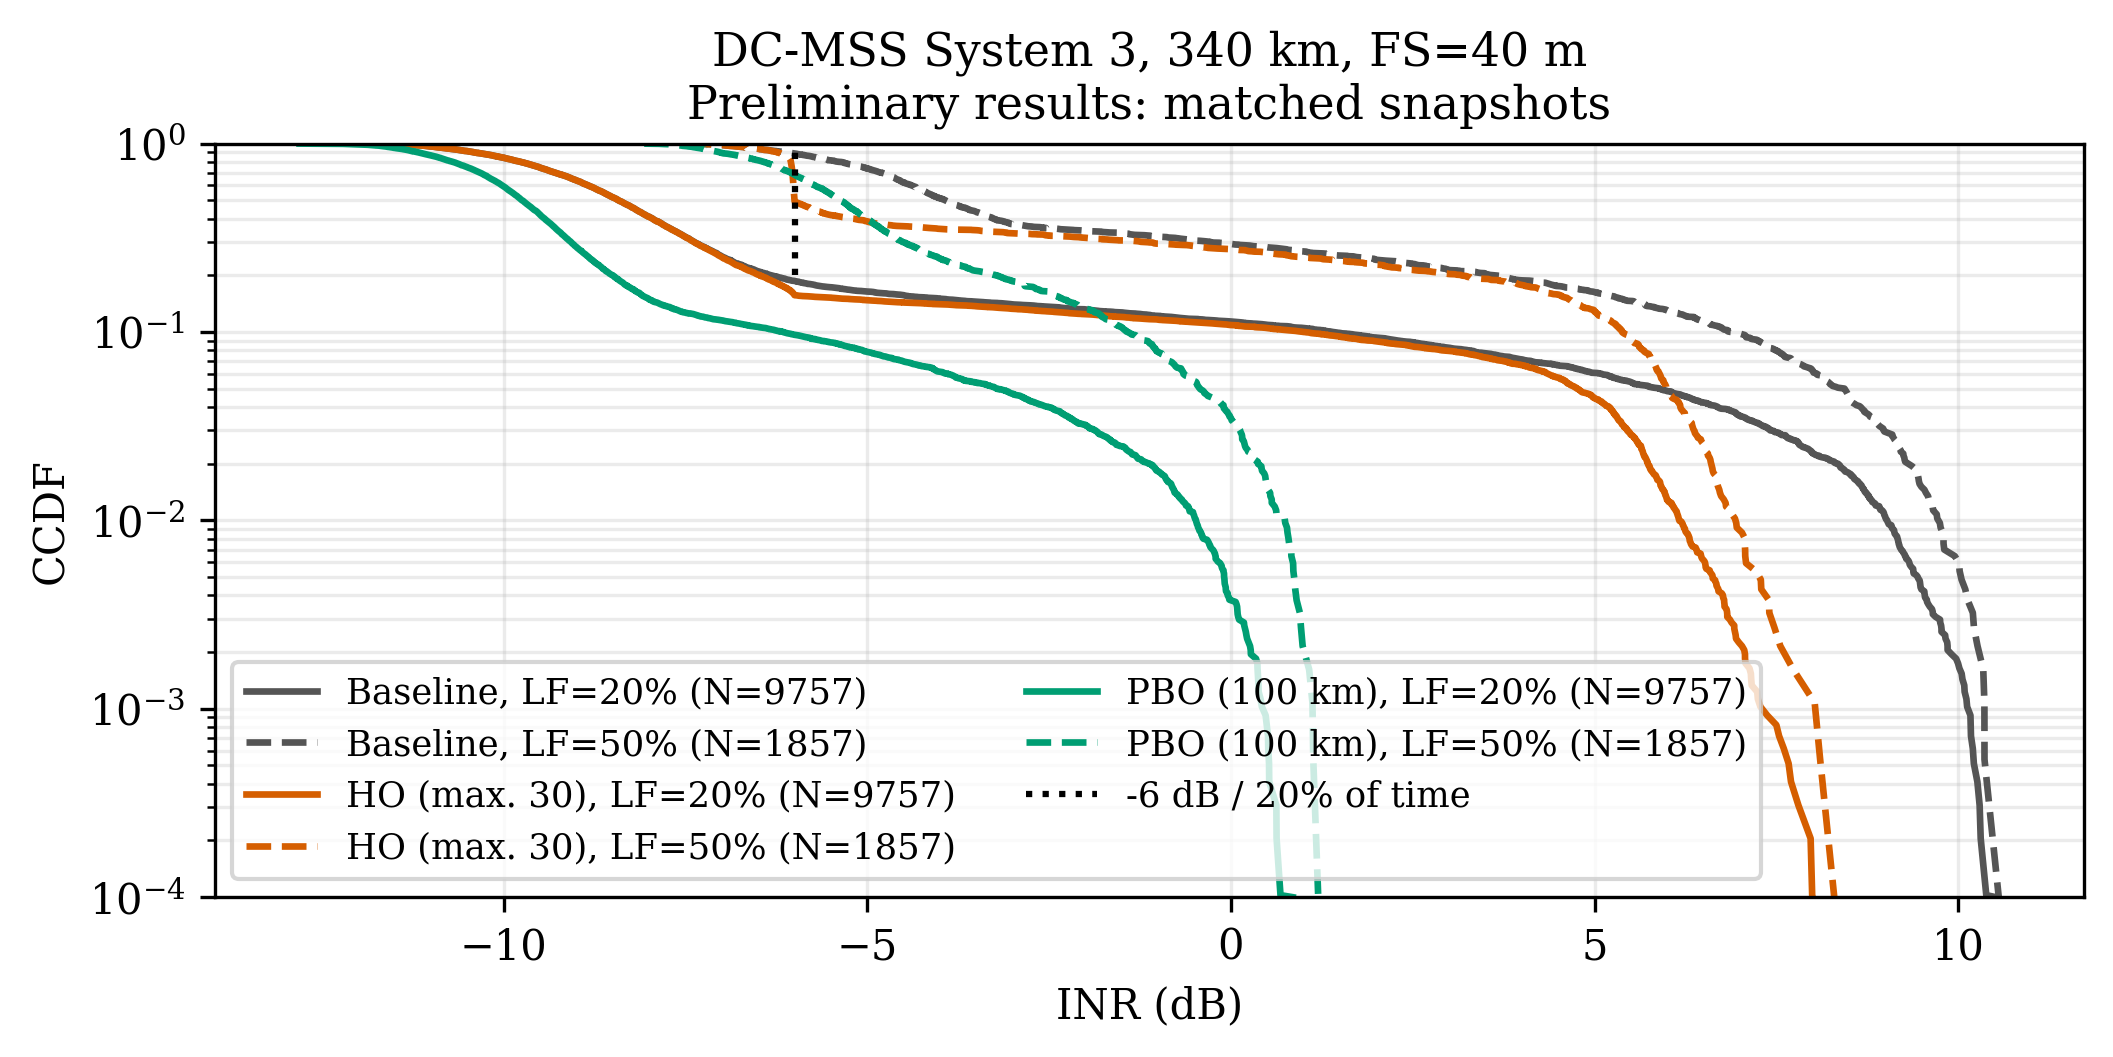 DC-MSS System 3, 340 km, FS=40 m
Preliminary results: matched snapshots
10⁰
10⁻¹
10⁻²
10⁻³
10⁻⁴
CCDF
Baseline, LF=20% (N=9757)
Baseline, LF=50% (N=1857)
HO (max. 30), LF=20% (N=9757)
HO (max. 30), LF=50% (N=1857)
PBO (100 km), LF=20% (N=9757)
PBO (100 km), LF=50% (N=1857)
-6 dB / 20% of time
−10 −5 0 5 10
INR (dB)